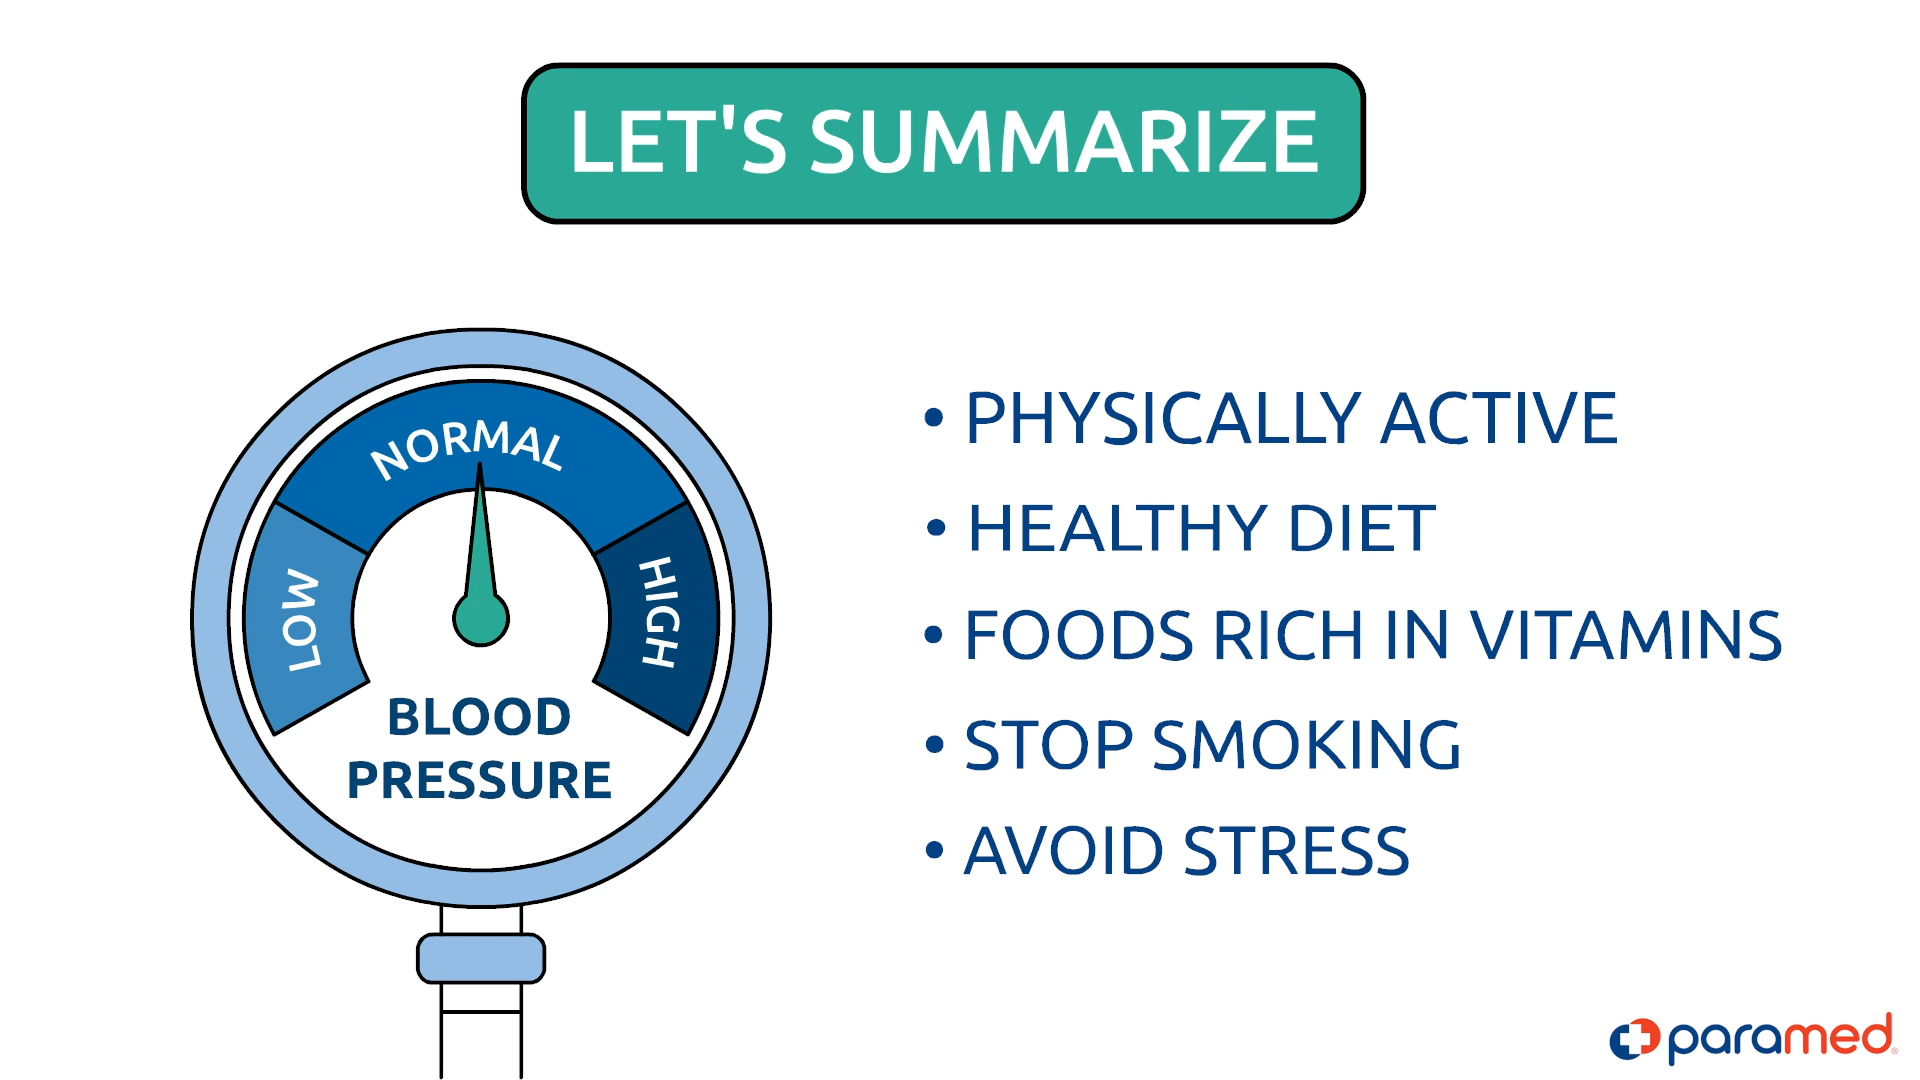 LET'S SUMMARIZE
NORMAL
LOW
HIGH
BLOOD
PRESSURE
• PHYSICALLY ACTIVE
• HEALTHY DIET
• FOODS RICH IN VITAMINS
• STOP SMOKING
• AVOID STRESS
paramed®